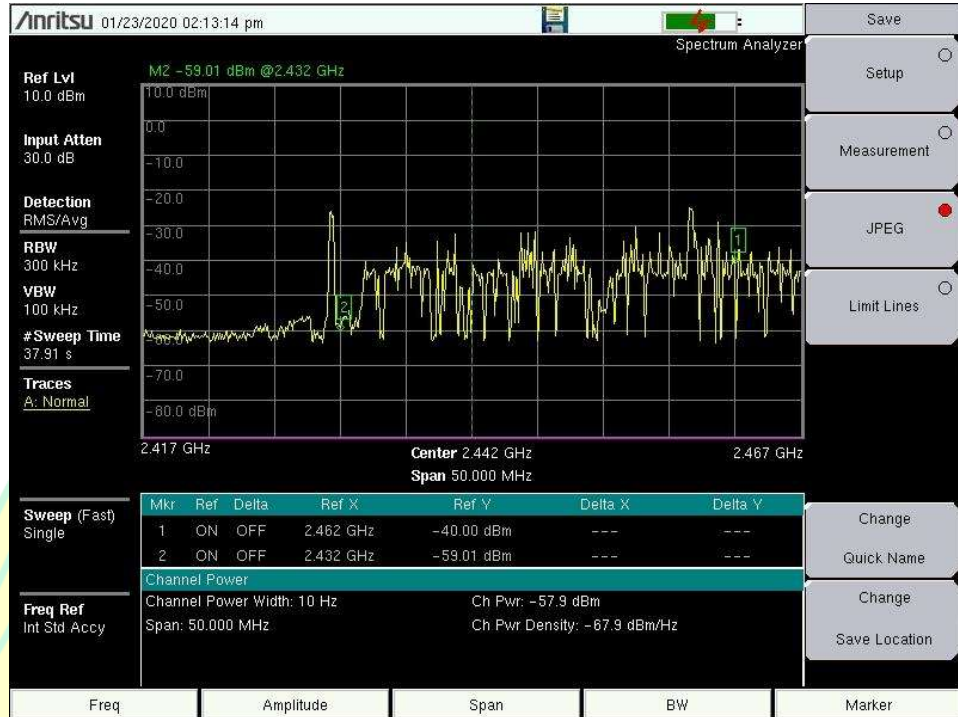 Anritsu 01/23/2020 02:13:14 pm
Spectrum Analyzer
Save
Setup
Measurement
JPEG
Limit Lines
Change
Quick Name
Change
Save Location
Ref Lvl
10.0 dBm
Input Atten
30.0 dB
Detection
RMS/Avg
RBW
300 kHz
VBW
100 kHz
#Sweep Time
37.91 s
Traces
A: Normal
Sweep (Fast)
Single
Freq Ref
Int Std Accy
M2 -59.01 dBm @2.432 GHz
10.0 dBm
0.0
-10.0
-20.0
-30.0
-40.0
-50.0
-60.0
-70.0
-80.0 dBm
1
2
2.417 GHz
Center 2.442 GHz
2.467 GHz
Span 50.000 MHz
Mkr Ref Delta Ref X Ref Y Delta X Delta Y
1 ON OFF 2.462 GHz -40.00 dBm --- ---
2 ON OFF 2.432 GHz -59.01 dBm --- ---
Channel Power
Channel Power Width: 10 Hz Ch Pwr: -57.9 dBm
Span: 50.000 MHz Ch Pwr Density: -67.9 dBm/Hz
Freq Amplitude Span BW Marker